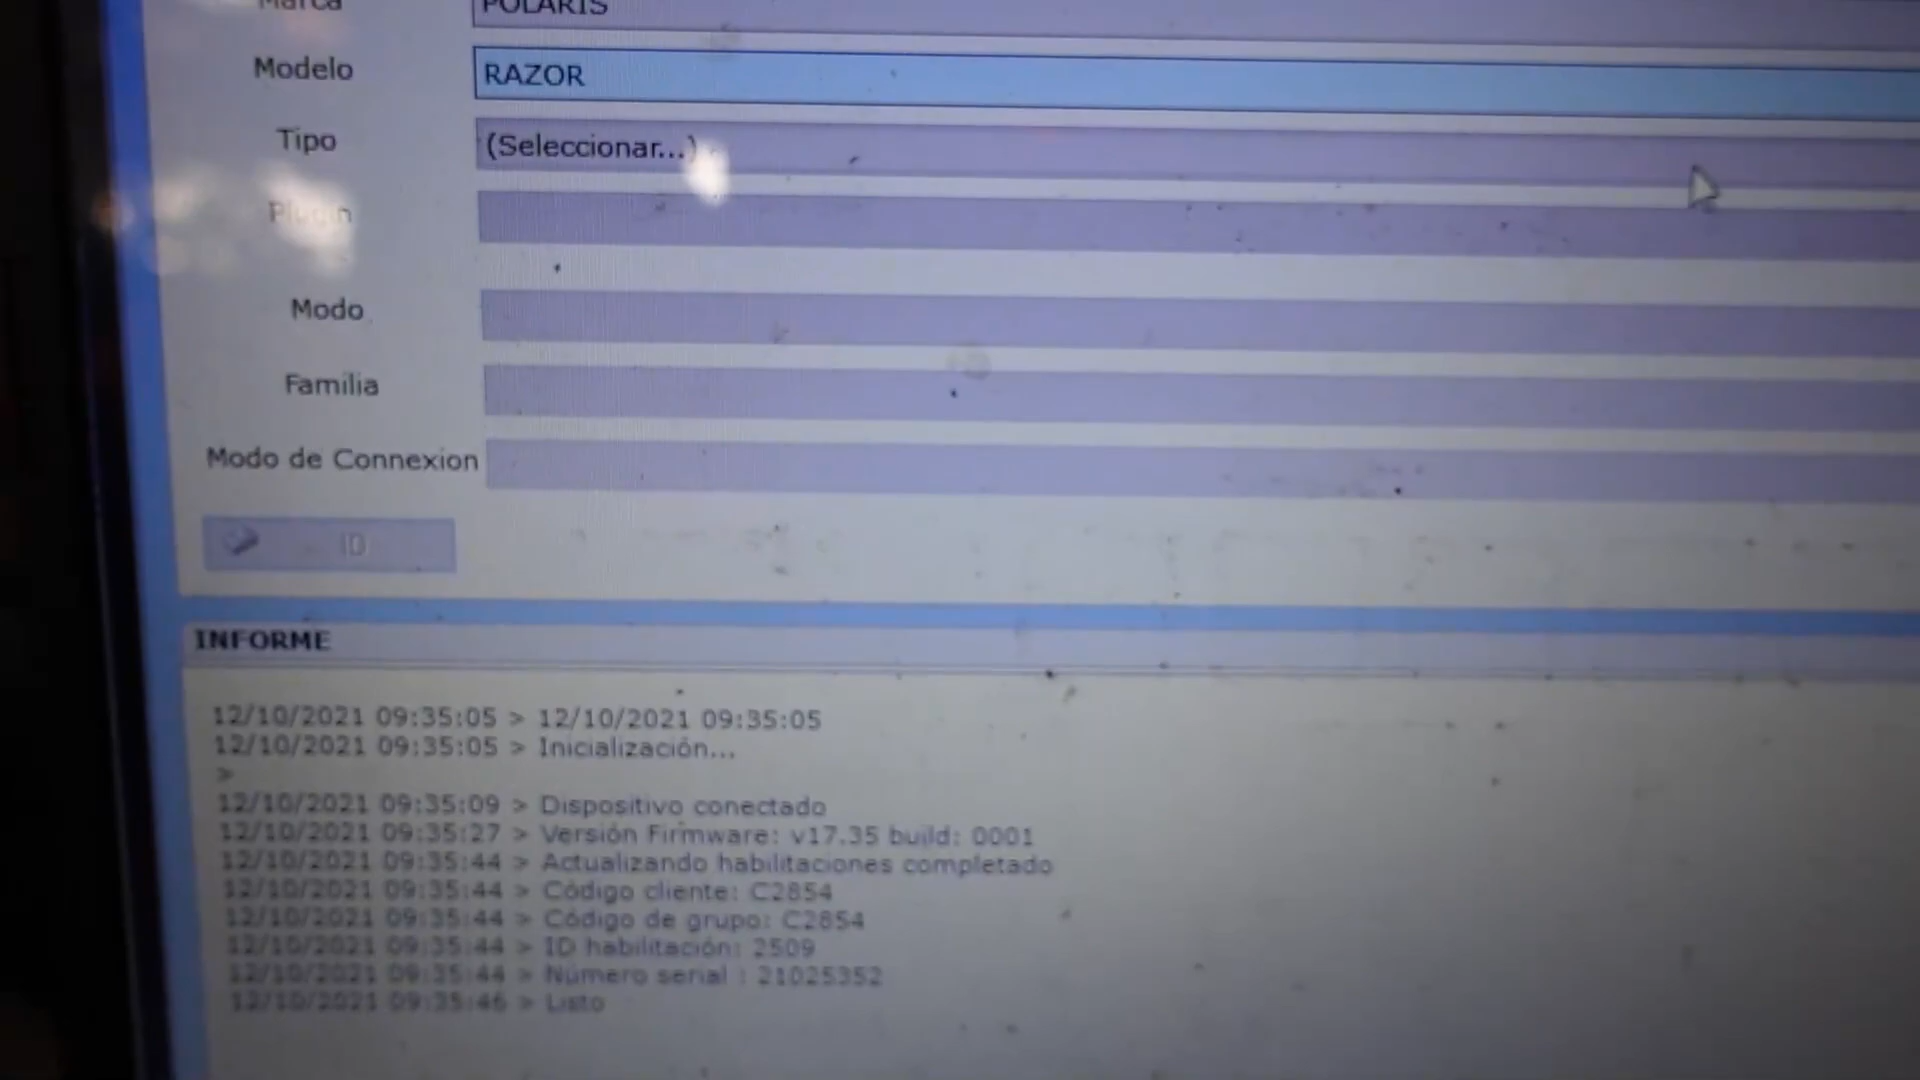 Marca POLARIS
Modelo RAZOR
Tipo (Seleccionar...)
Plugin
Modo
Familia
Modo de Connexion
ID
INFORME
12/10/2021 09:35:05 > 12/10/2021 09:35:05
12/10/2021 09:35:05 > Inicialización...
>
12/10/2021 09:35:09 > Dispositivo conectado
12/10/2021 09:35:27 > Versión Firmware: v17.35 build: 0001
12/10/2021 09:35:44 > Actualizando habilitaciones completado
12/10/2021 09:35:44 > Código cliente: C2854
12/10/2021 09:35:44 > Código de grupo: C2854
12/10/2021 09:35:44 > ID habilitación: 2509
12/10/2021 09:35:44 > Número serial : 21025352
12/10/2021 09:35:46 > Listo